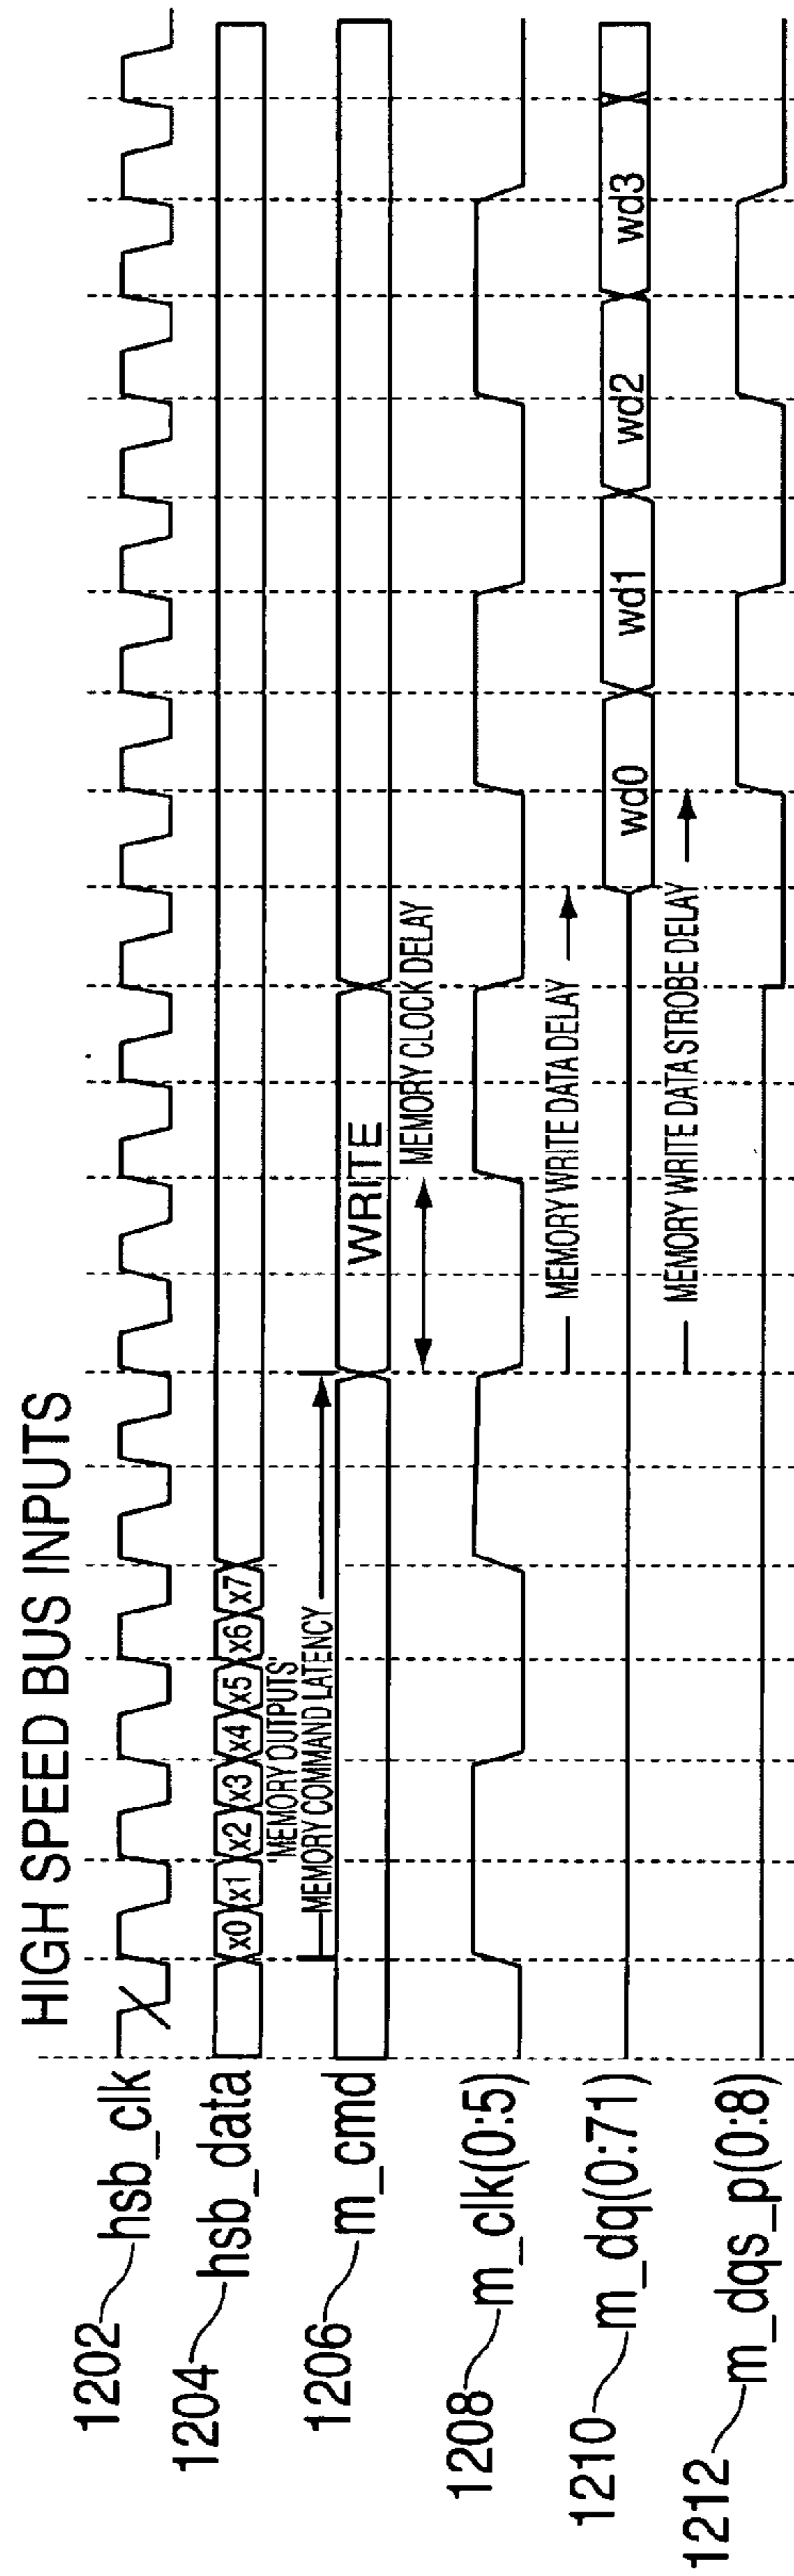 HIGH SPEED BUS INPUTS
1202 hsb_clk
1204 hsb_data x0 x1 x2 x3 x4 x5 x6 x7
MEMORY OUTPUTS
MEMORY COMMAND LATENCY
1206 m_cmd WRITE
MEMORY CLOCK DELAY
1208 m_clk(0:5)
MEMORY WRITE DATA DELAY
1210 m_dq(0:71) wd0 wd1 wd2 wd3
MEMORY WRITE DATA STROBE DELAY
1212 m_dqs_p(0:8)